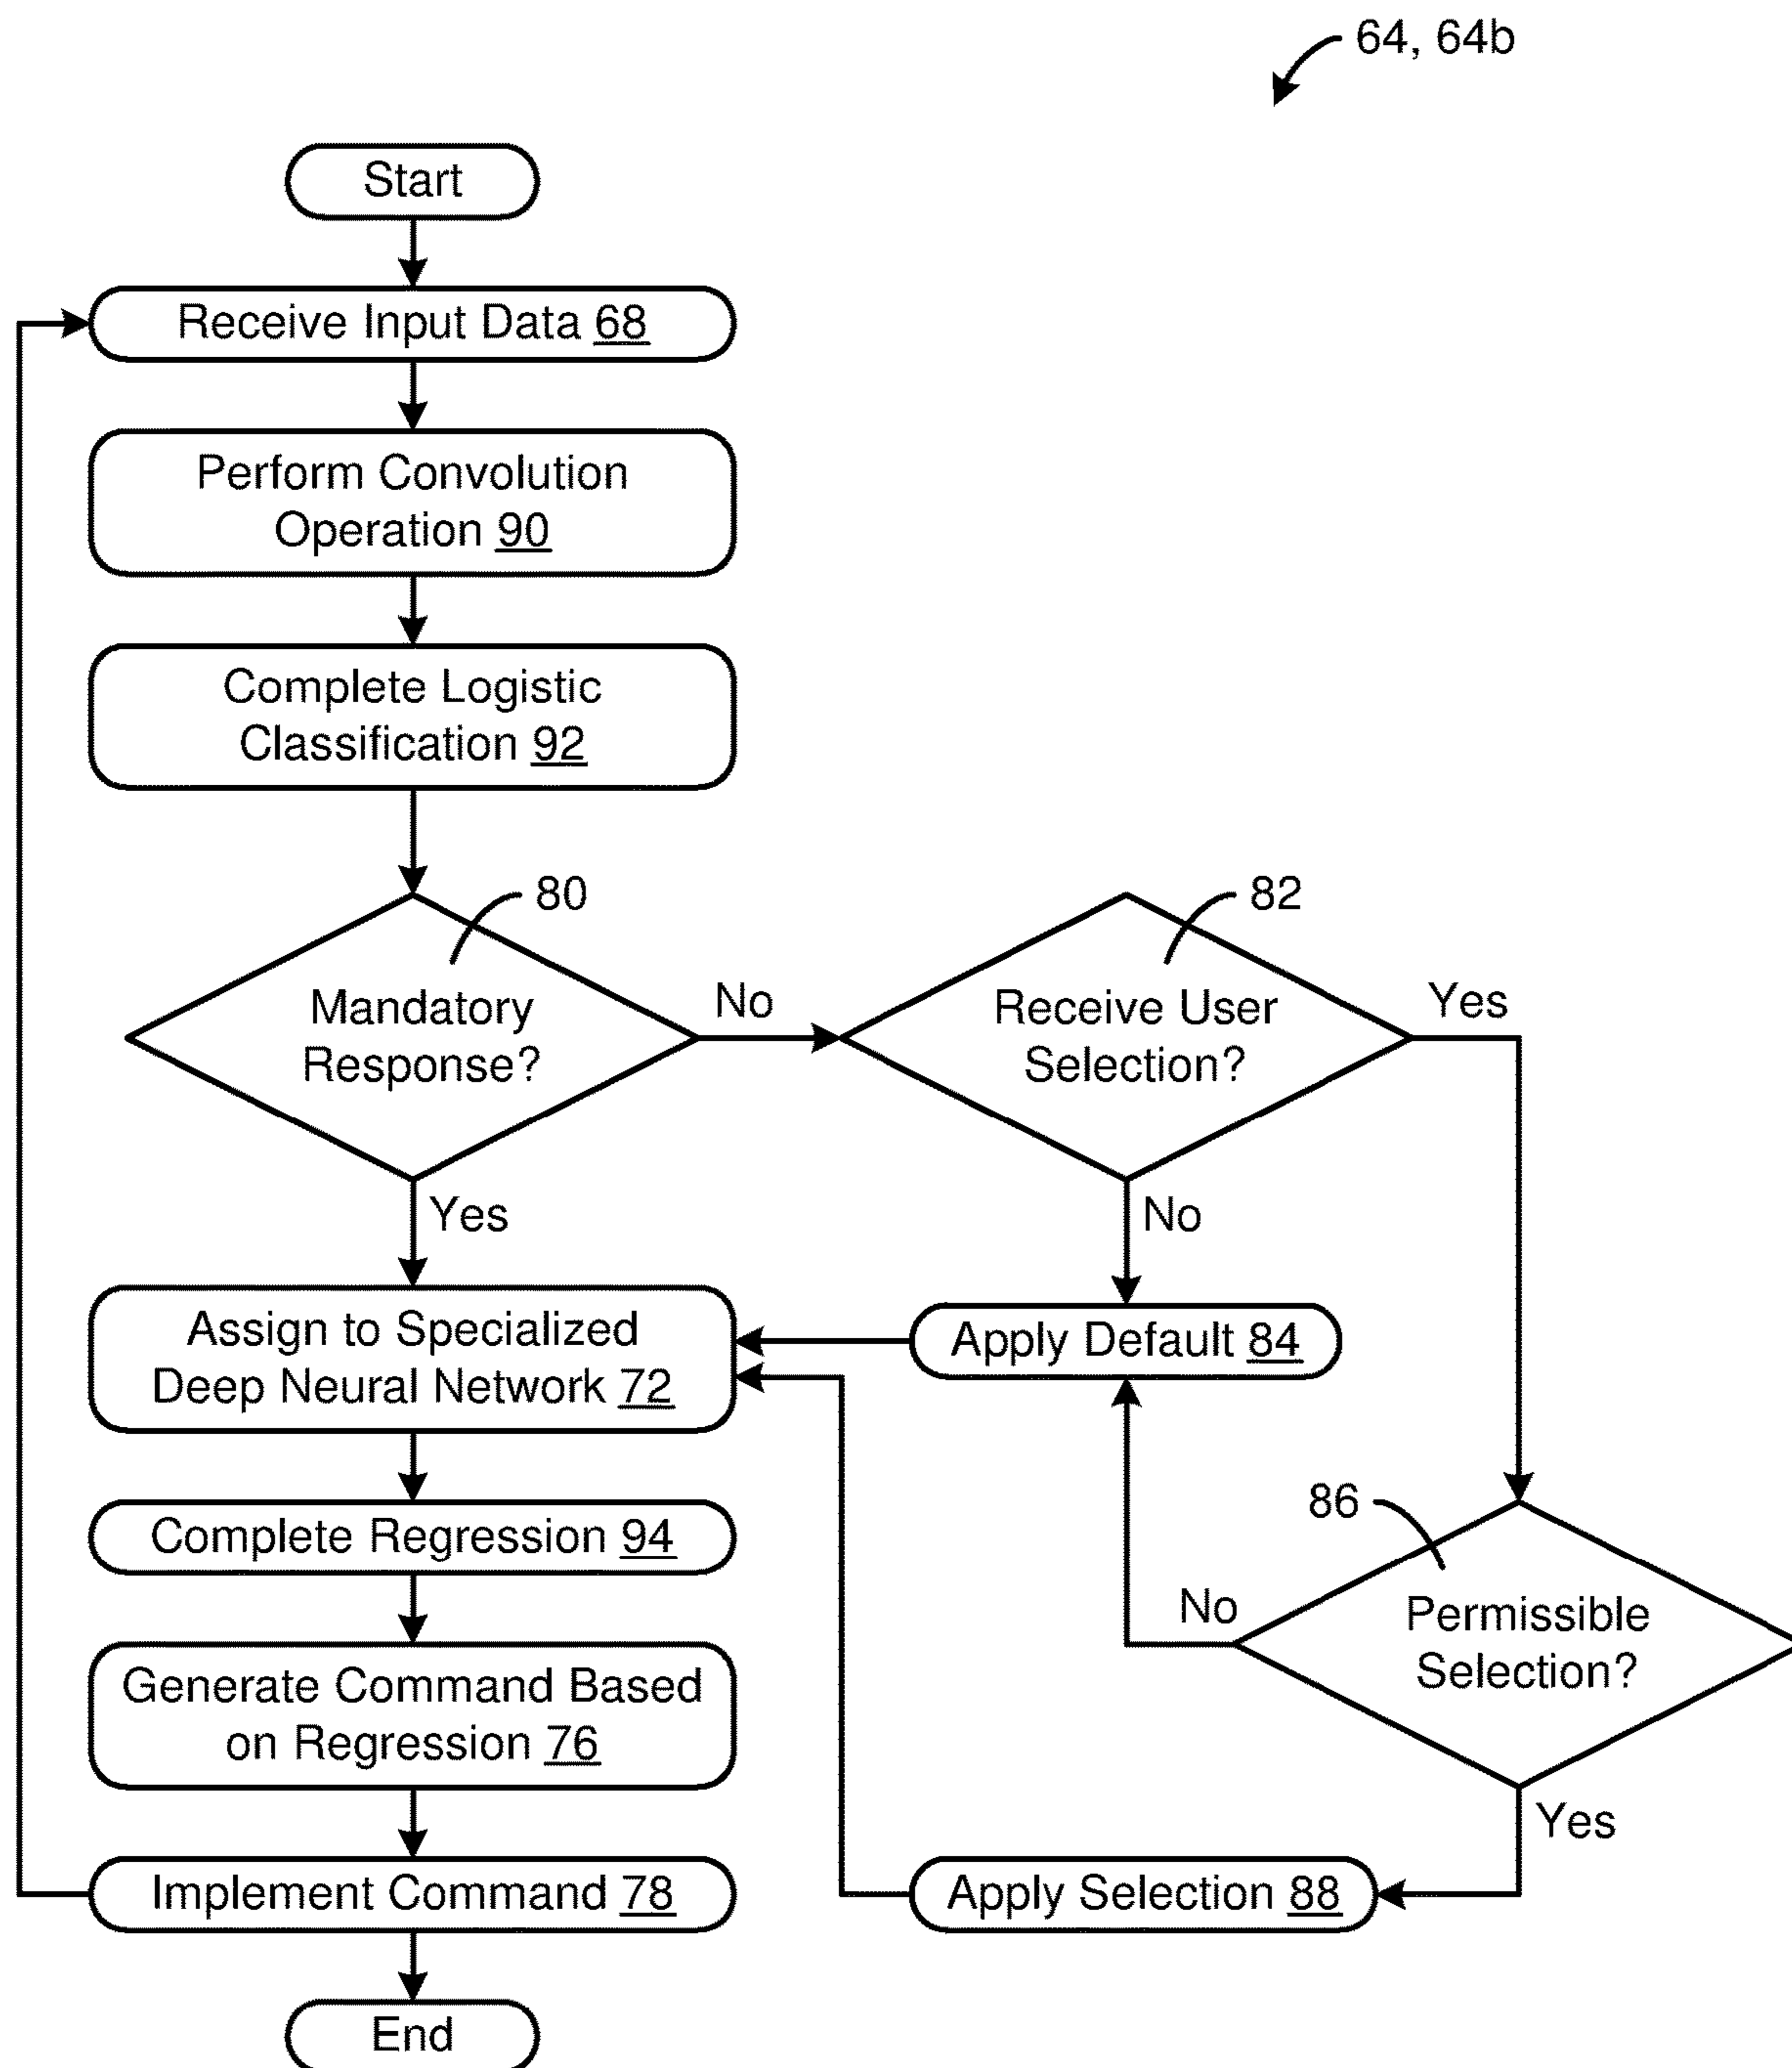 64, 64b
Start
Receive Input Data 68
Perform Convolution
Operation 90
Complete Logistic
Classification 92
80
Mandatory
Response?
No
Yes
82
Receive User
Selection?
Yes
No
Assign to Specialized
Deep Neural Network 72
Apply Default 84
86
Permissible
Selection?
No
Yes
Complete Regression 94
Generate Command Based
on Regression 76
Implement Command 78
Apply Selection 88
End